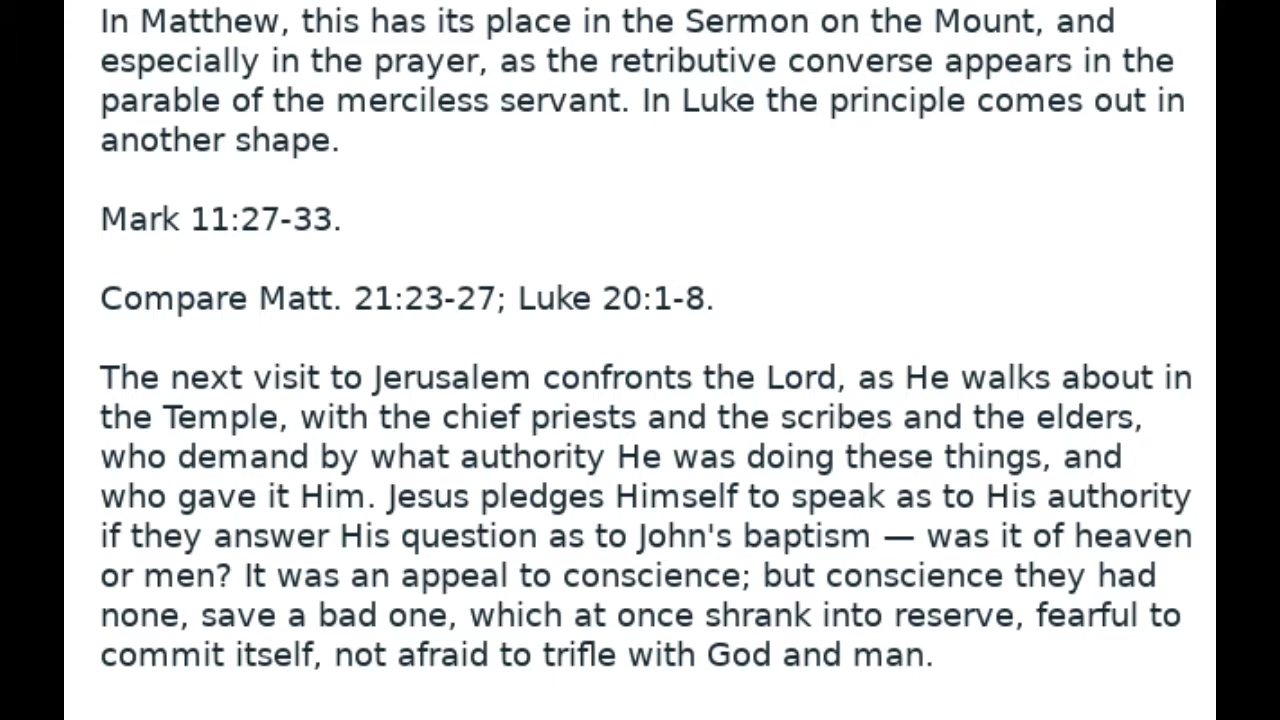 In Matthew, this has its place in the Sermon on the Mount, and
especially in the prayer, as the retributive converse appears in the
parable of the merciless servant. In Luke the principle comes out in
another shape.
Mark 11:27-33.
Compare Matt. 21:23-27; Luke 20:1-8.
The next visit to Jerusalem confronts the Lord, as He walks about in
the Temple, with the chief priests and the scribes and the elders,
who demand by what authority He was doing these things, and
who gave it Him. Jesus pledges Himself to speak as to His authority
if they answer His question as to John's baptism — was it of heaven
or men? It was an appeal to conscience; but conscience they had
none, save a bad one, which at once shrank into reserve, fearful to
commit itself, not afraid to trifle with God and man.